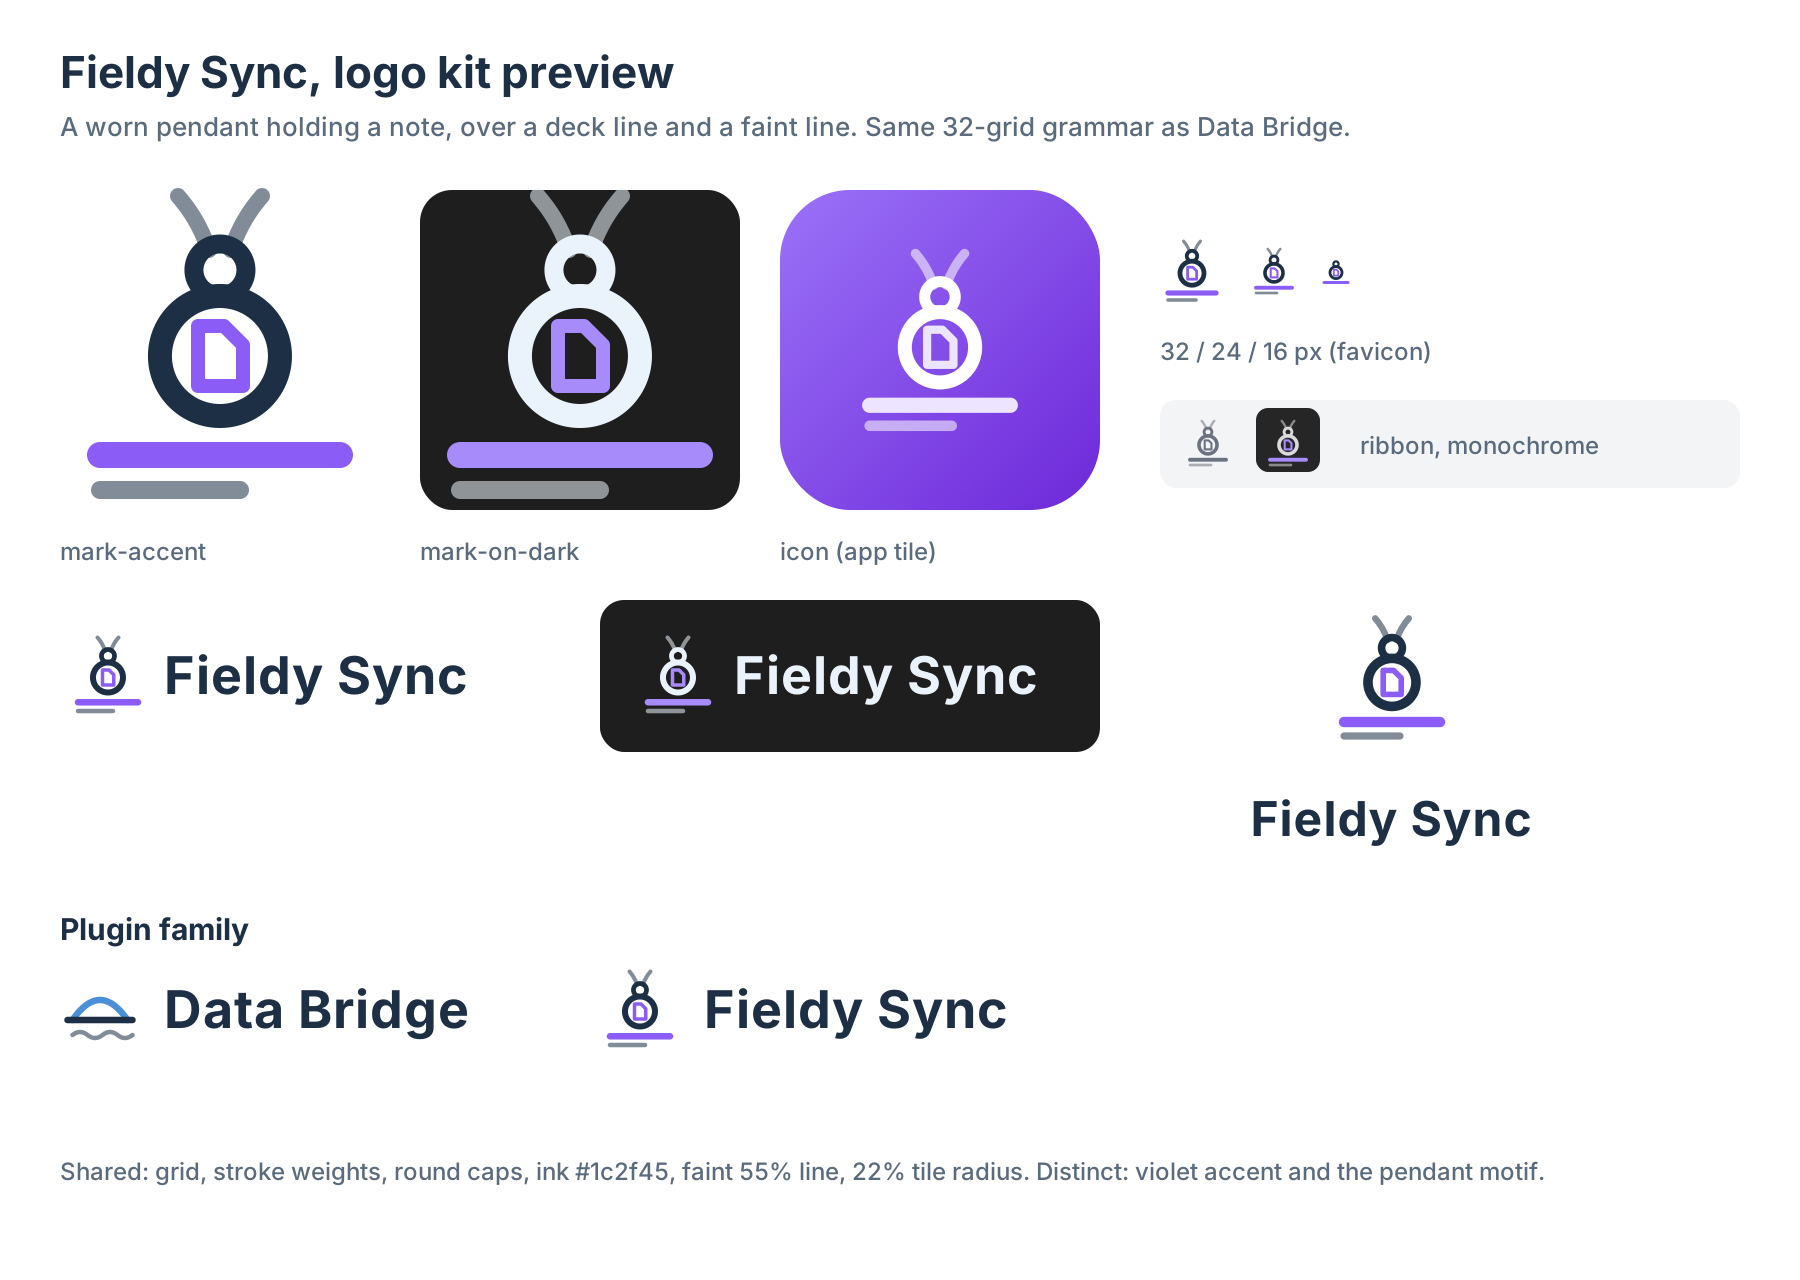 Fieldy Sync, logo kit preview
A worn pendant holding a note, over a deck line and a faint line. Same 32-grid grammar as Data Bridge.
32 / 24 / 16 px (favicon)
ribbon, monochrome
mark-accent
mark-on-dark
icon (app tile)
Fieldy Sync
Fieldy Sync
Fieldy Sync
Plugin family
Data Bridge
Fieldy Sync
Shared: grid, stroke weights, round caps, ink #1c2f45, faint 55% line, 22% tile radius. Distinct: violet accent and the pendant motif.